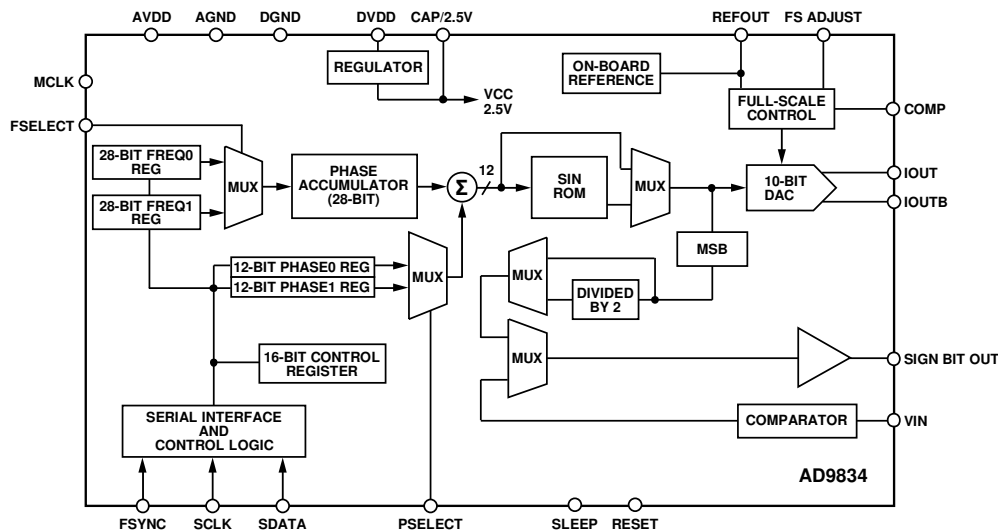 AVDD
AGND
DGND
DVDD
CAP/2.5V
REFOUT
FS ADJUST
MCLK
REGULATOR
VCC
2.5V
ON-BOARD
REFERENCE
FULL-SCALE
CONTROL
COMP
FSELECT
28-BIT FREQ0
REG
28-BIT FREQ1
REG
MUX
PHASE
ACCUMULATOR
(28-BIT)
Σ
12
SIN
ROM
MUX
10-BIT
DAC
IOUT
IOUTB
MSB
12-BIT PHASE0 REG
12-BIT PHASE1 REG
MUX
MUX
DIVIDED
BY 2
MUX
SIGN BIT OUT
16-BIT CONTROL
REGISTER
SERIAL INTERFACE
AND
CONTROL LOGIC
COMPARATOR
VIN
AD9834
FSYNC
SCLK
SDATA
PSELECT
SLEEP
RESET